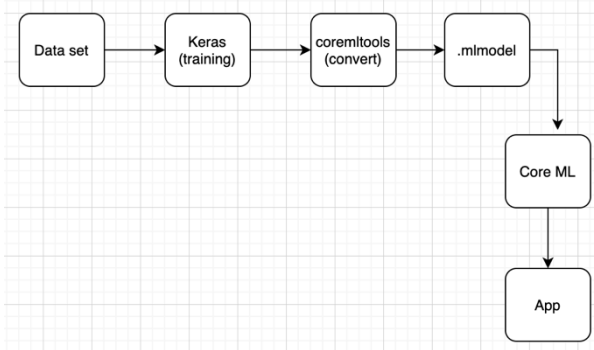 Data set
Keras
(training)
coremltools
(convert)
.mlmodel
Core ML
App